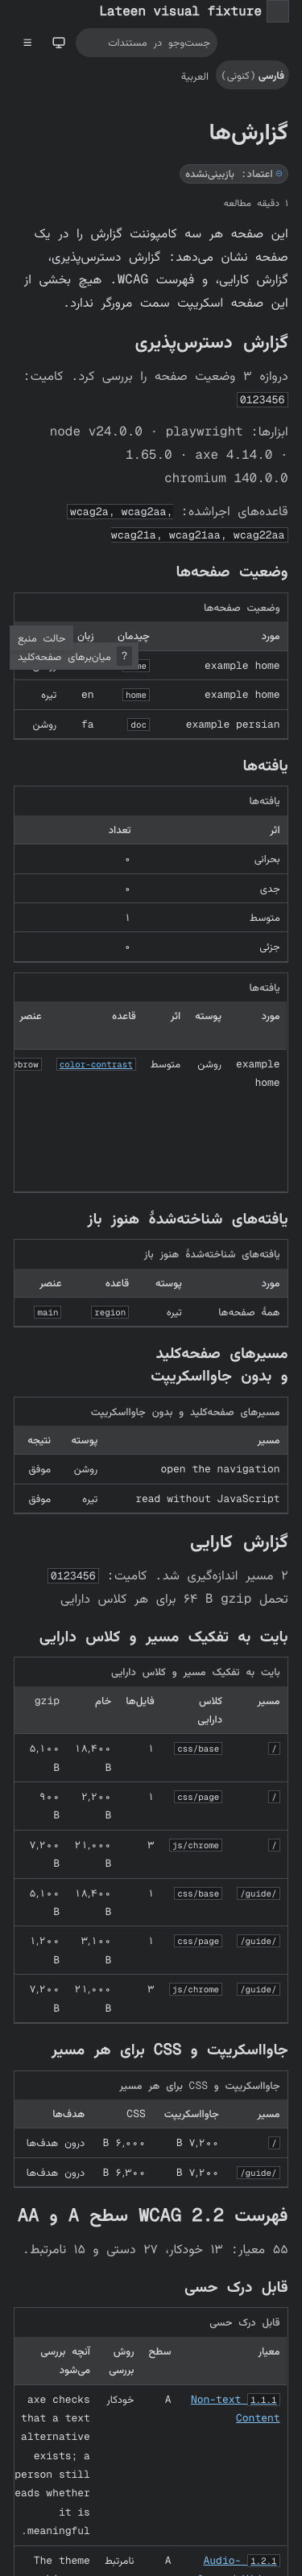 Lateen visual fixture
جست‌وجو در مستندات
فارسی (کنونی)
العربية
گزارش‌ها
اعتماد: بازبینی‌نشده
۱ دقیقه مطالعه
این صفحه هر سه کامپوننت گزارش را در یک
صفحه نشان می‌دهد: گزارش دسترس‌پذیری،
گزارش کارایی، و فهرست WCAG. هیچ بخشی از
این صفحه اسکریپت سمت مرورگر ندارد.
گزارش دسترس‌پذیری
دروازه ۳ وضعیت صفحه را بررسی کرد. کامیت:
0123456
ابزارها: node v24.0.0 · playwright
1.65.0 · axe 4.14.0 ·
chromium 140.0.0
قاعده‌های اجراشده: wcag2a, wcag2aa,
wcag21a, wcag21aa, wcag22aa
وضعیت صفحه‌ها
وضعیت صفحه‌ها
مورد چیدمان زبان
حالت منبع
? میان‌برهای صفحه‌کلید
example home
example home home en تیره
example persian doc fa روشن
یافته‌ها
یافته‌ها
اثر تعداد
بحرانی ۰
جدی ۰
متوسط ۱
جزئی ۰
یافته‌ها
مورد پوسته اثر قاعده عنصر
example روشن متوسط color-contrast
home
یافته‌های شناخته‌شدهٔ هنوز باز
یافته‌های شناخته‌شدهٔ هنوز باز
مورد پوسته قاعده عنصر
همهٔ صفحه‌ها تیره region main
مسیرهای صفحه‌کلید
و بدون جاوااسکریپت
مسیرهای صفحه‌کلید و بدون جاوااسکریپت
مسیر پوسته نتیجه
open the navigation روشن موفق
read without JavaScript تیره موفق
گزارش کارایی
۲ مسیر اندازه‌گیری شد. کامیت: 0123456
تحمل ۶۴ B gzip برای هر کلاس دارایی
بایت به تفکیک مسیر و کلاس دارایی
بایت به تفکیک مسیر و کلاس دارایی
مسیر کلاس دارایی فایل‌ها خام gzip
/ css/base ۱ ۱۸,۴۰۰ B ۵,۱۰۰ B
/ css/page ۱ ۲,۲۰۰ B ۹۰۰ B
/ js/chrome ۳ ۲۱,۰۰۰ B ۷,۲۰۰ B
/guide/ css/base ۱ ۱۸,۴۰۰ B ۵,۱۰۰ B
/guide/ css/page ۱ ۳,۱۰۰ B ۱,۲۰۰ B
/guide/ js/chrome ۳ ۲۱,۰۰۰ B ۷,۲۰۰ B
جاوااسکریپت و CSS برای هر مسیر
جاوااسکریپت و CSS برای هر مسیر
مسیر جاوااسکریپت CSS هدف‌ها
/ ۷,۲۰۰ B ۶,۰۰۰ B درون هدف‌ها
/guide/ ۷,۲۰۰ B ۶,۳۰۰ B درون هدف‌ها
فهرست WCAG 2.2 سطح A و AA
۵۵ معیار: ۱۳ خودکار، ۲۷ دستی و ۱۵ نامرتبط.
قابل درک حسی
قابل درک حسی
معیار سطح روش بررسی آنچه بررسی می‌شود
1.1.1 Non-text Content A خودکار axe checks
that a text
alternative
exists; a
person still
reads whether
it is
meaningful.
1.2.1 Audio- A نامرتبط The theme